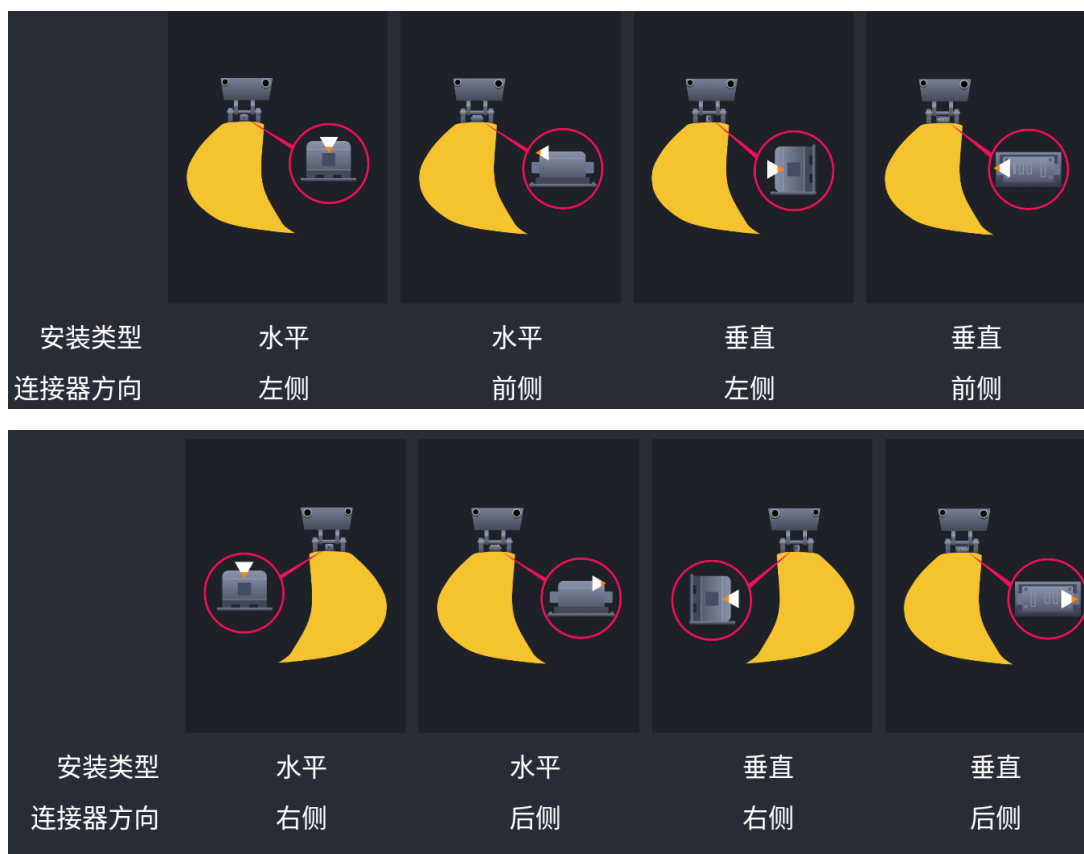 安装类型 水平 水平 垂直 垂直
连接器方向 左侧 前侧 左侧 前侧
安装类型 水平 水平 垂直 垂直
连接器方向 右侧 后侧 右侧 后侧